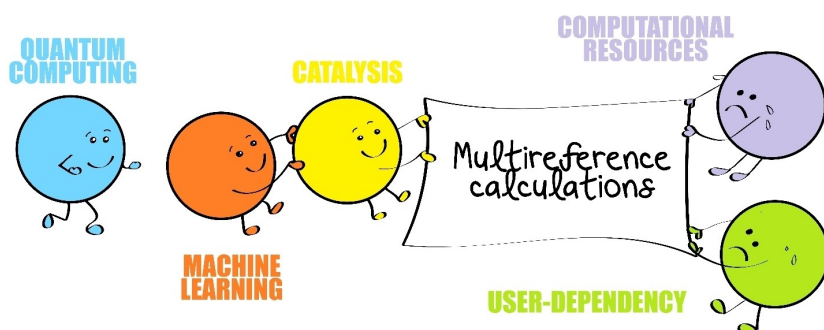 QUANTUM
COMPUTING
MACHINE
LEARNING
CATALYSIS
Multireference
calculations
COMPUTATIONAL
RESOURCES
USER-DEPENDENCY